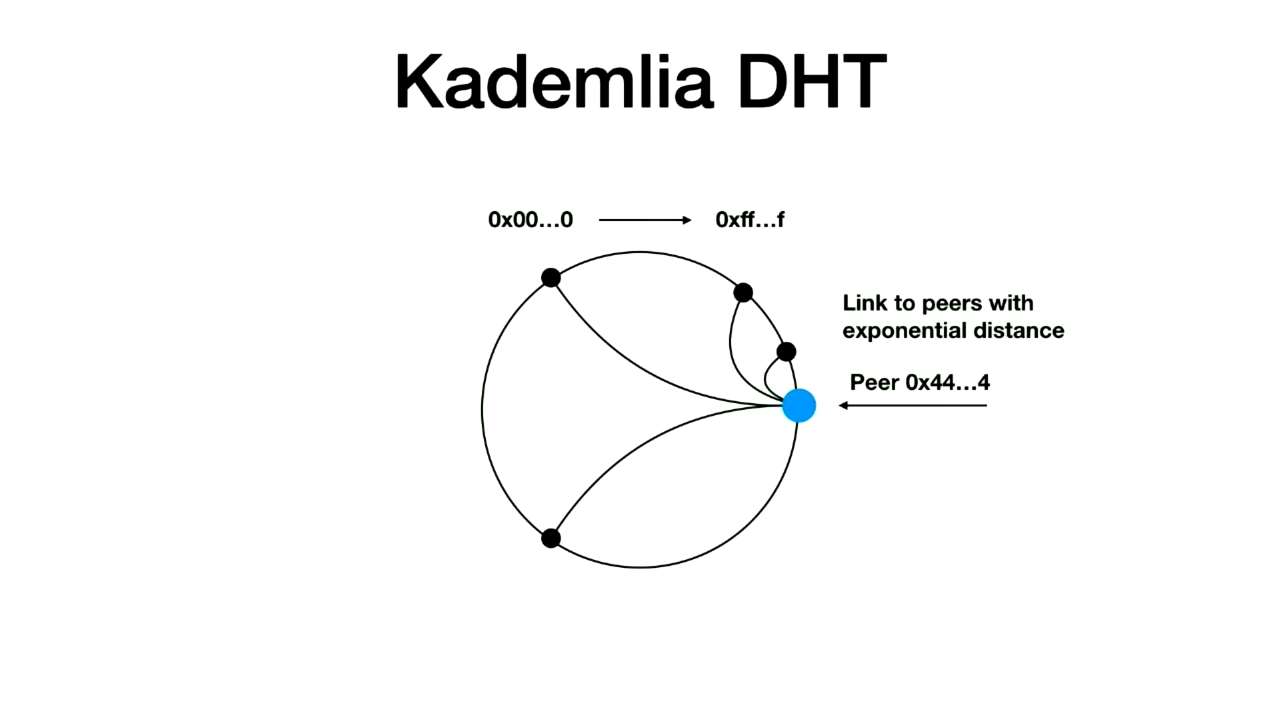 Kademlia DHT
0x00...0
0xff...f
Link to peers with
exponential distance
Peer 0x44...4